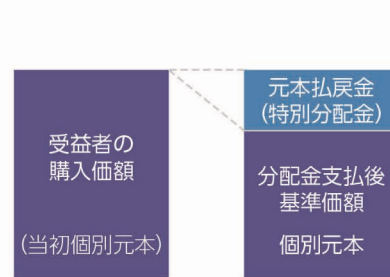 受益者の
購入価額
(当初個別元本)
元本払戻金
(特別分配金)
分配金支払後
基準価額
個別元本